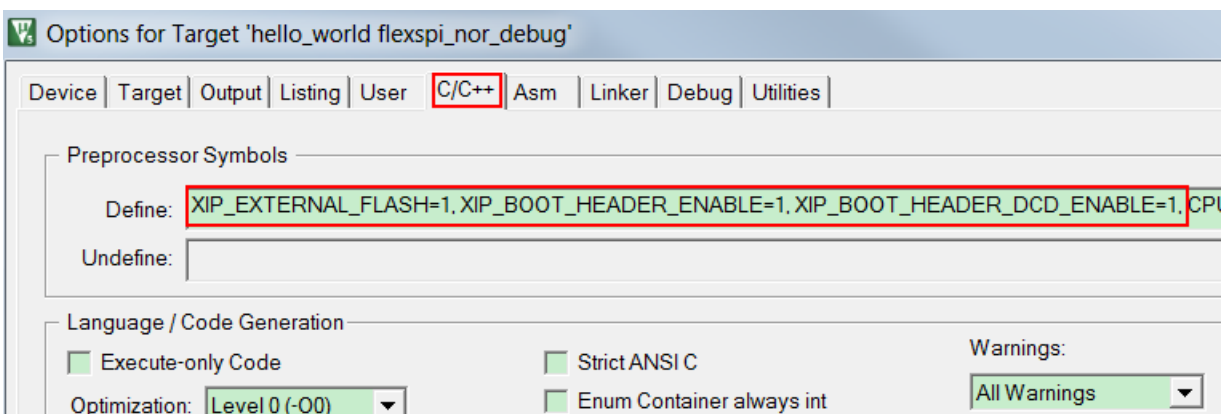 Options for Target 'hello_world flexspi_nor_debug'
Device Target Output Listing User C/C++ Asm Linker Debug Utilities
Preprocessor Symbols
Define: XIP_EXTERNAL_FLASH=1, XIP_BOOT_HEADER_ENABLE=1, XIP_BOOT_HEADER_DCD_ENABLE=1, CPU
Undefine:
Language / Code Generation
Execute-only Code Strict ANSI C Warnings:
Optimization: Level 0 (-O0) Enum Container always int All Warnings